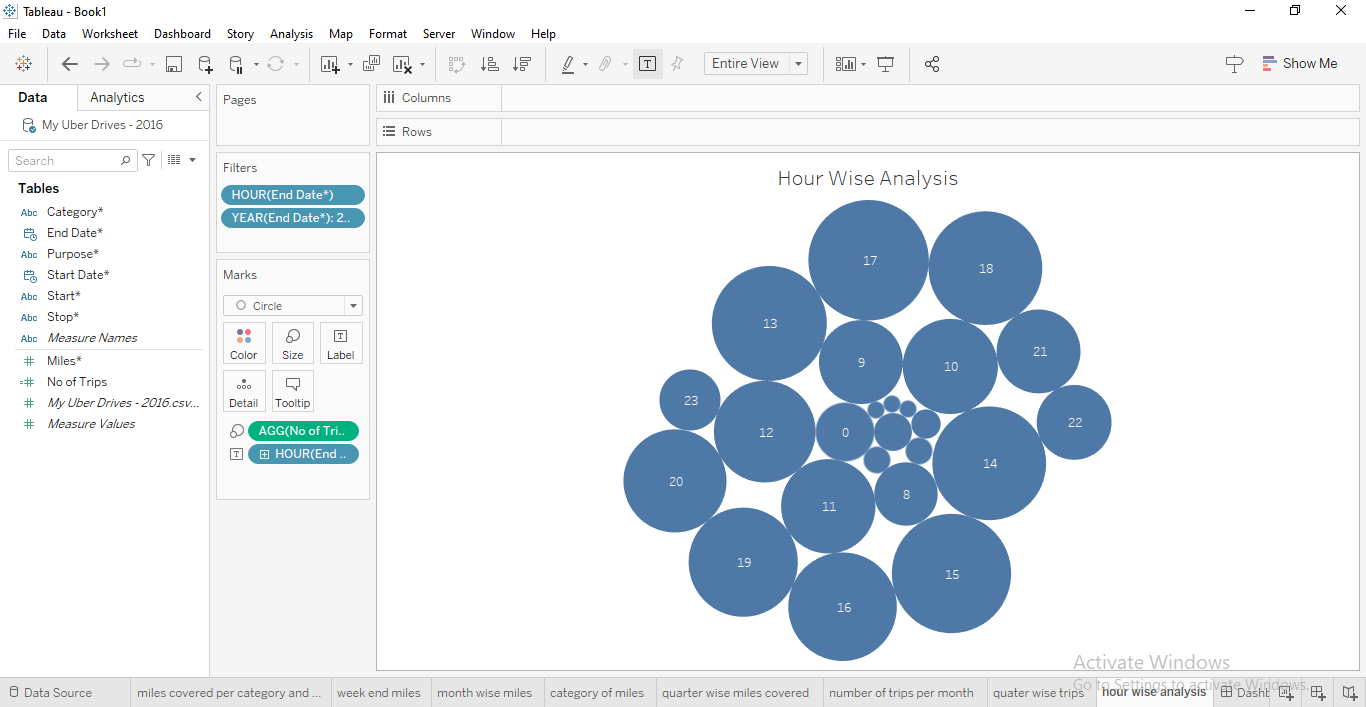 Tableau - Book1
File Data Worksheet Dashboard Story Analysis Map Format Server Window Help
Entire View
Show Me
Data Analytics
My Uber Drives - 2016
Search
Tables
Abc Category*
End Date*
Abc Purpose*
Start Date*
Abc Start*
Abc Stop*
Abc Measure Names
# Miles*
=# No of Trips
# My Uber Drives - 2016.csv...
# Measure Values
Pages
Filters
HOUR(End Date*)
YEAR(End Date*): 2..
Marks
Circle
Color Size Label
Detail Tooltip
AGG(No of Tri..
HOUR(End ..
Columns
Rows
Hour Wise Analysis
17
18
13
21
9
10
23
22
12
0
14
20
8
11
19
15
16
Activate Windows
Go to Settings to activate Windows.
Data Source
miles covered per category and ...
week end miles
month wise miles
category of miles
quarter wise miles covered
number of trips per month
quater wise trips
hour wise analysis
Dashb